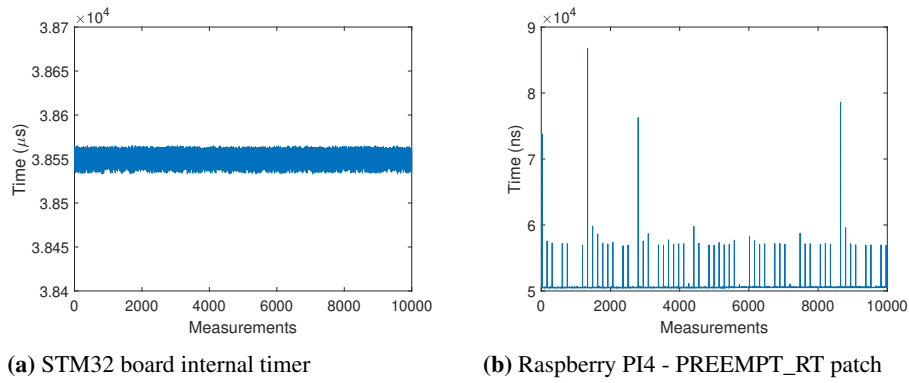 ×10⁴
3.87
3.865
3.86
3.855
3.85
3.845
3.84
Time (μs)
0 2000 4000 6000 8000 10000
Measurements
(a) STM32 board internal timer
×10⁴
9
8
7
6
5
Time (ns)
0 2000 4000 6000 8000 10000
Measurements
(b) Raspberry PI4 - PREEMPT_RT patch